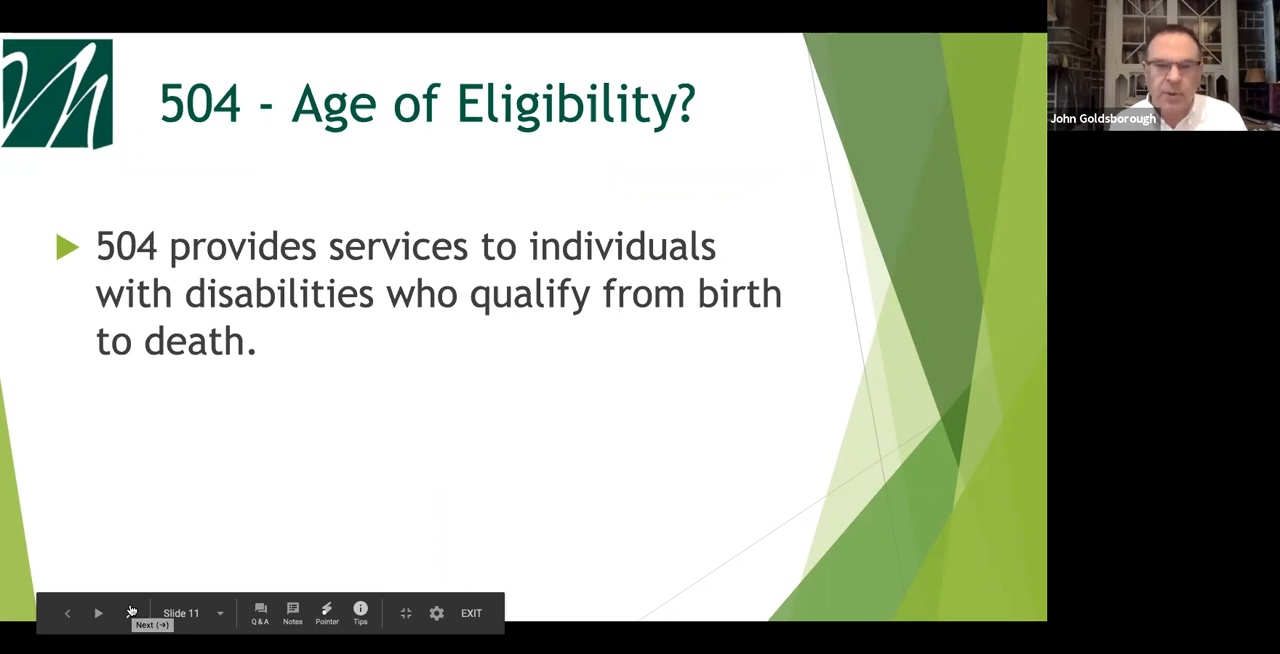 504 - Age of Eligibility?
John Goldsborough
504 provides services to individuals
with disabilities who qualify from birth
to death.
Slide 11
Q & A
Notes
Pointer
Tips
EXIT
Next (→)